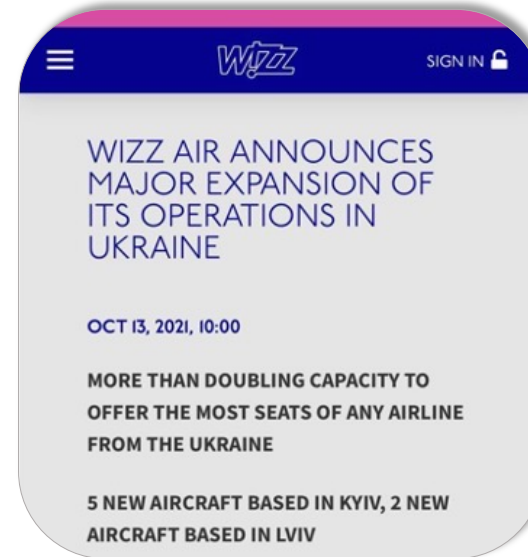 WIZZ
SIGN IN
WIZZ AIR ANNOUNCES
MAJOR EXPANSION OF
ITS OPERATIONS IN
UKRAINE
OCT 13, 2021, 10:00
MORE THAN DOUBLING CAPACITY TO
OFFER THE MOST SEATS OF ANY AIRLINE
FROM THE UKRAINE
5 NEW AIRCRAFT BASED IN KYIV, 2 NEW
AIRCRAFT BASED IN LVIV